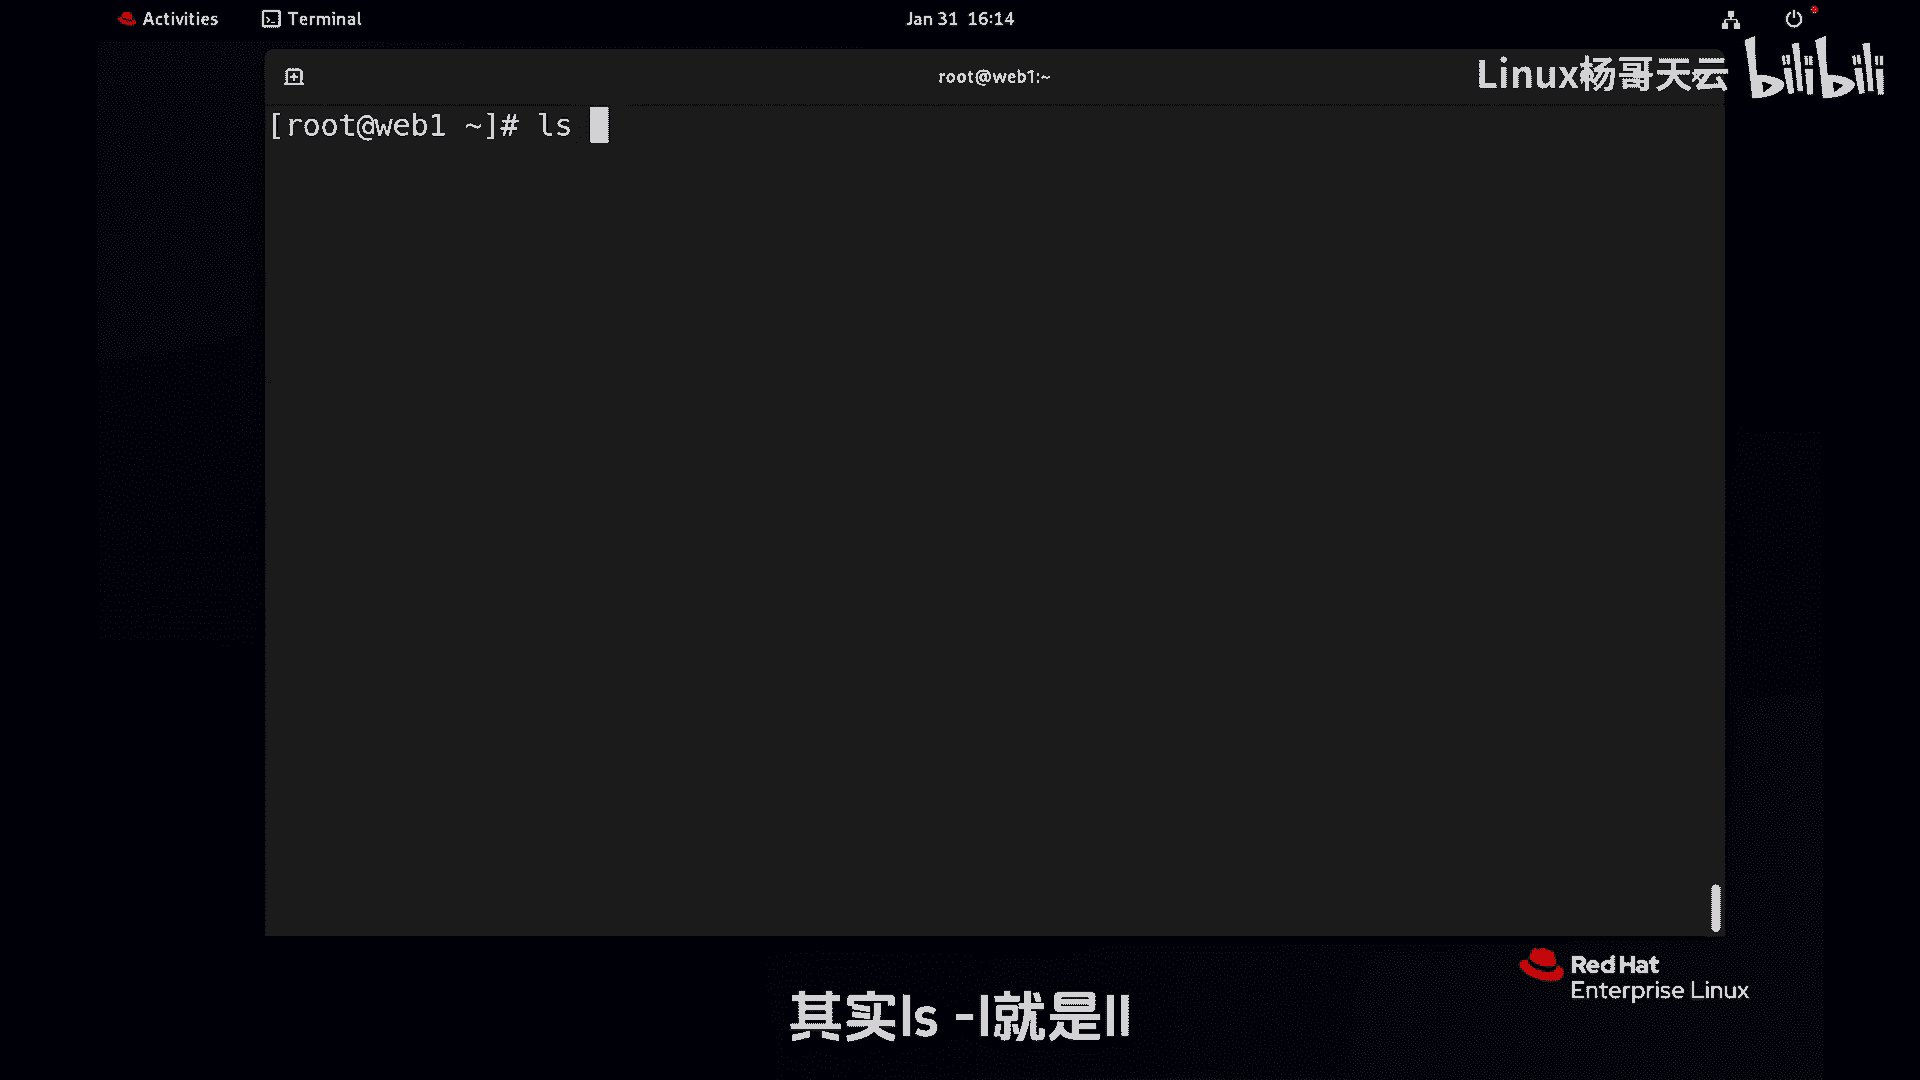 Activities Terminal Jan 31 16:14
root@web1:~
Linux杨哥天云 bilibili
[root@web1 ~]# ls
Red Hat
Enterprise Linux
其实ls -l就是ll